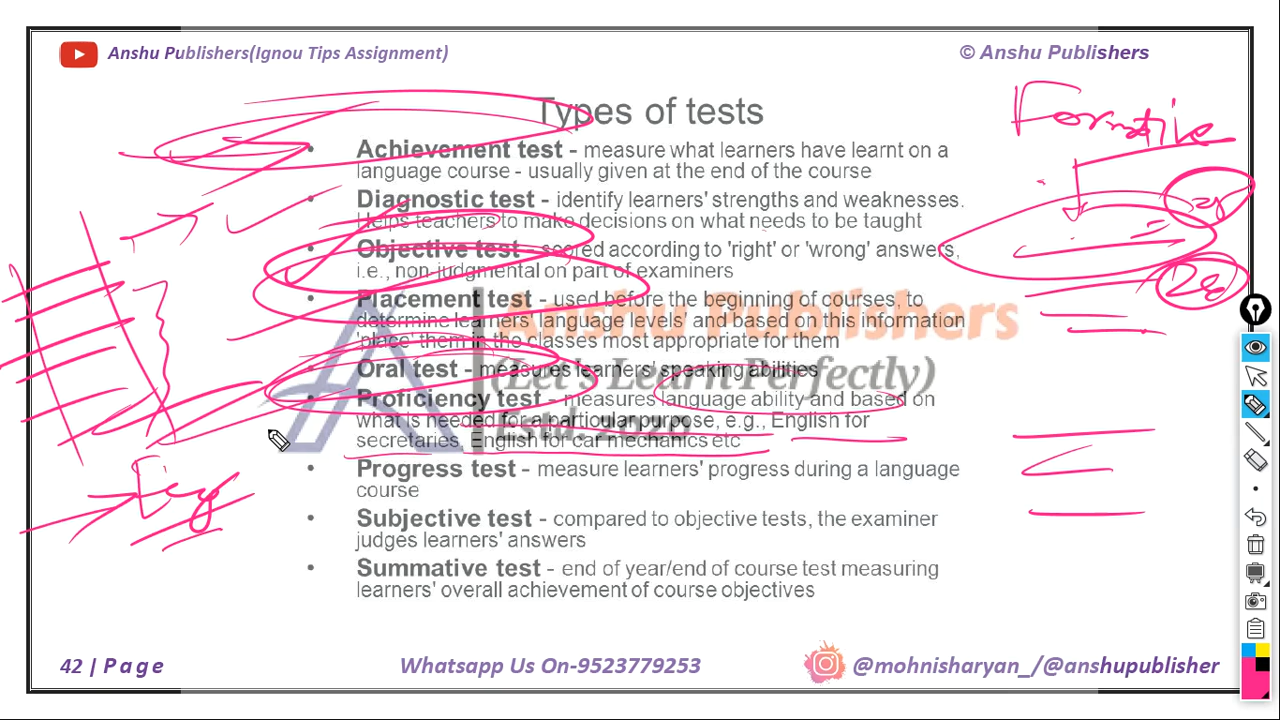 Anshu Publishers(Ignou Tips Assignment)
© Anshu Publishers
Types of tests
Formative
• Achievement test - measure what learners have learnt on a
language course - usually given at the end of the course
• Diagnostic test - identify learners' strengths and weaknesses.
Helps teachers to make decisions on what needs to be taught
• Objective test - scored according to 'right' or 'wrong' answers,
i.e., non-judgmental on part of examiners
• Placement test - used before the beginning of courses, to
determine learners' language levels' and based on this information
'place' them in the classes most appropriate for them
• Oral test - measures learners' speaking abilities
• Proficiency test - measures language ability and based on
what is needed for a particular purpose, e.g., English for
secretaries, English for car mechanics etc
• Progress test - measure learners' progress during a language
course
• Subjective test - compared to objective tests, the examiner
judges learners' answers
• Summative test - end of year/end of course test measuring
learners' overall achievement of course objectives
Anshu Publishers
(Let's Learn Perfectly)
Estd. 2020
42 | Page
Whatsapp Us On-9523779253
@mohnisharyan_/@anshupublisher